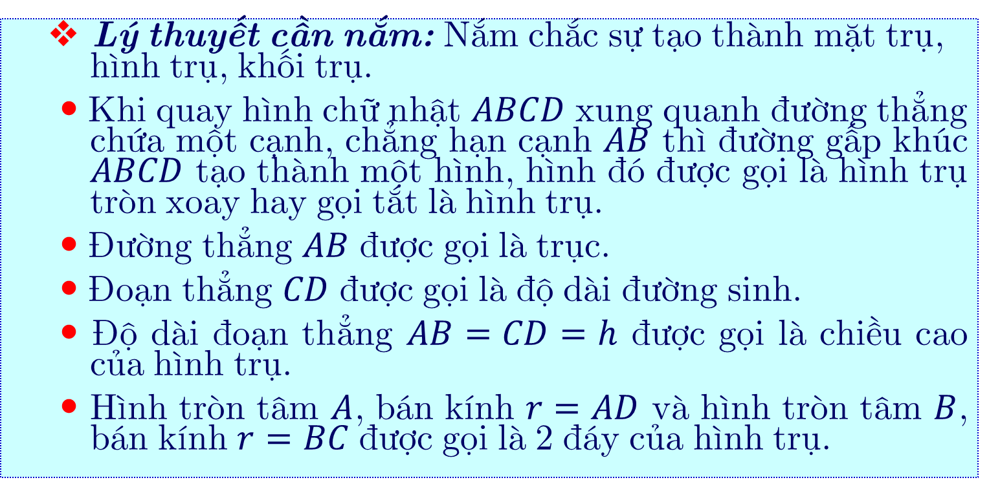 ❖ Lý thuyết cần nắm: Nắm chắc sự tạo thành mặt trụ,
hình trụ, khối trụ.
• Khi quay hình chữ nhật ABCD xung quanh đường thẳng
chứa một cạnh, chẳng hạn cạnh AB thì đường gấp khúc
ABCD tạo thành một hình, hình đó được gọi là hình trụ
tròn xoay hay gọi tắt là hình trụ.
• Đường thẳng AB được gọi là trục.
• Đoạn thẳng CD được gọi là độ dài đường sinh.
• Độ dài đoạn thẳng AB = CD = h được gọi là chiều cao
của hình trụ.
• Hình tròn tâm A, bán kính r = AD và hình tròn tâm B,
bán kính r = BC được gọi là 2 đáy của hình trụ.